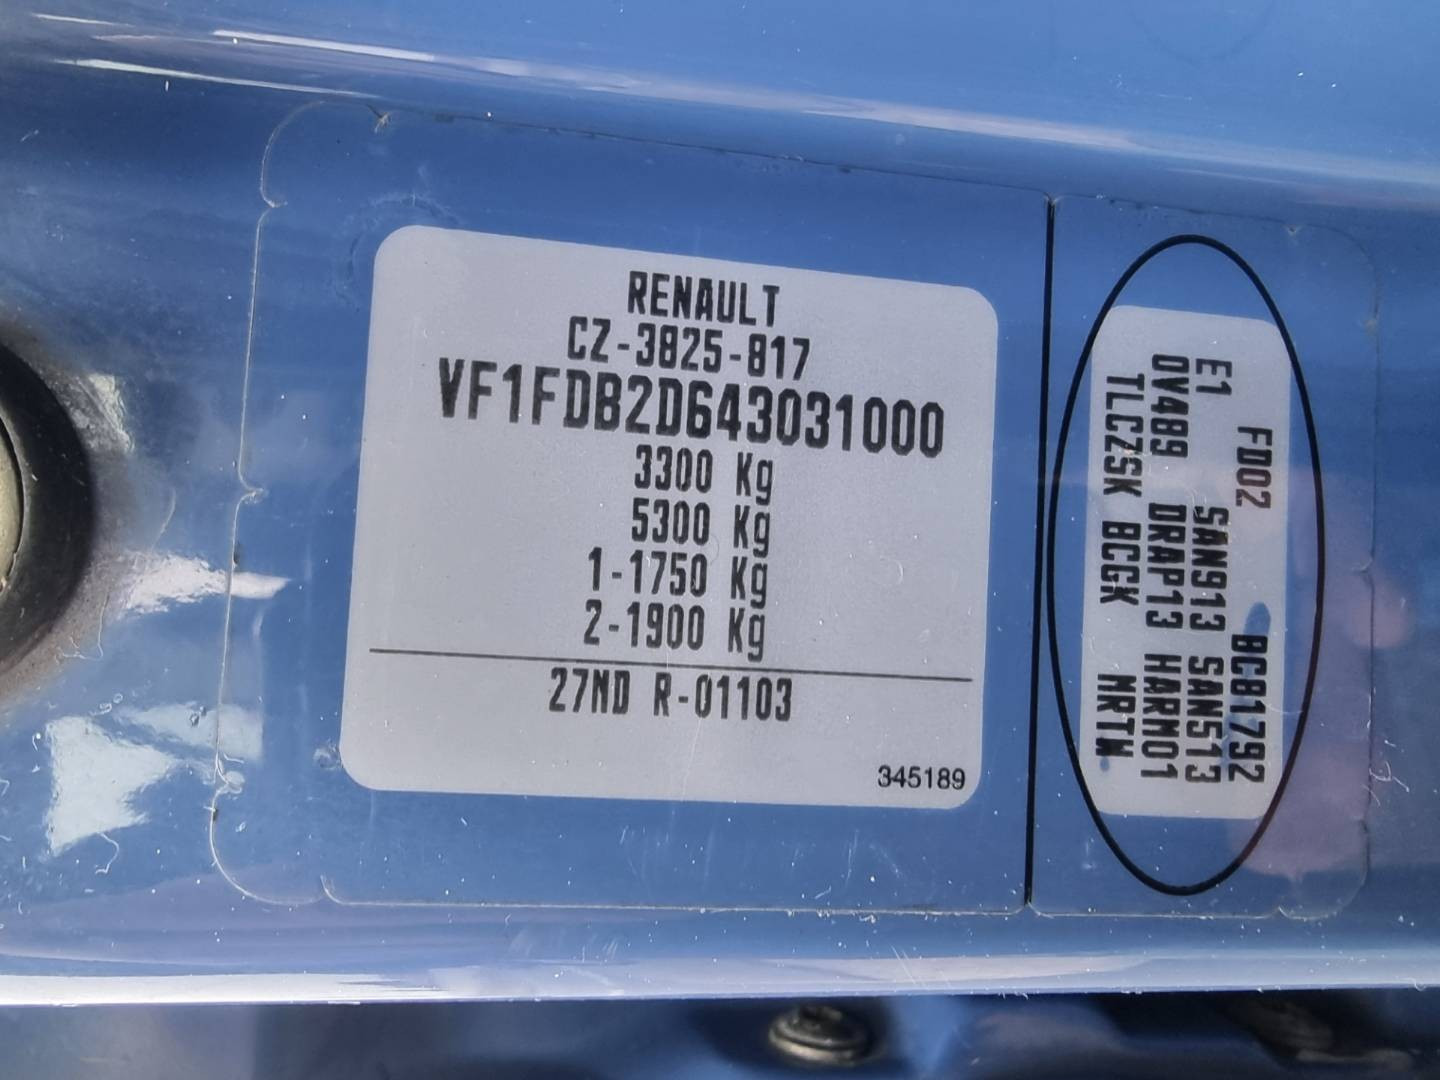 RENAULT
CZ-3825-817
VF1FDB2D643031000
3300 Kg
5300 Kg
1-1750 Kg
2-1900 Kg
27ND R-01103
345189
FD02 BC81792
E1 SAN913 SAN513
OV489 DRAP13 HARM01
TLCZSK BCGK NRTW